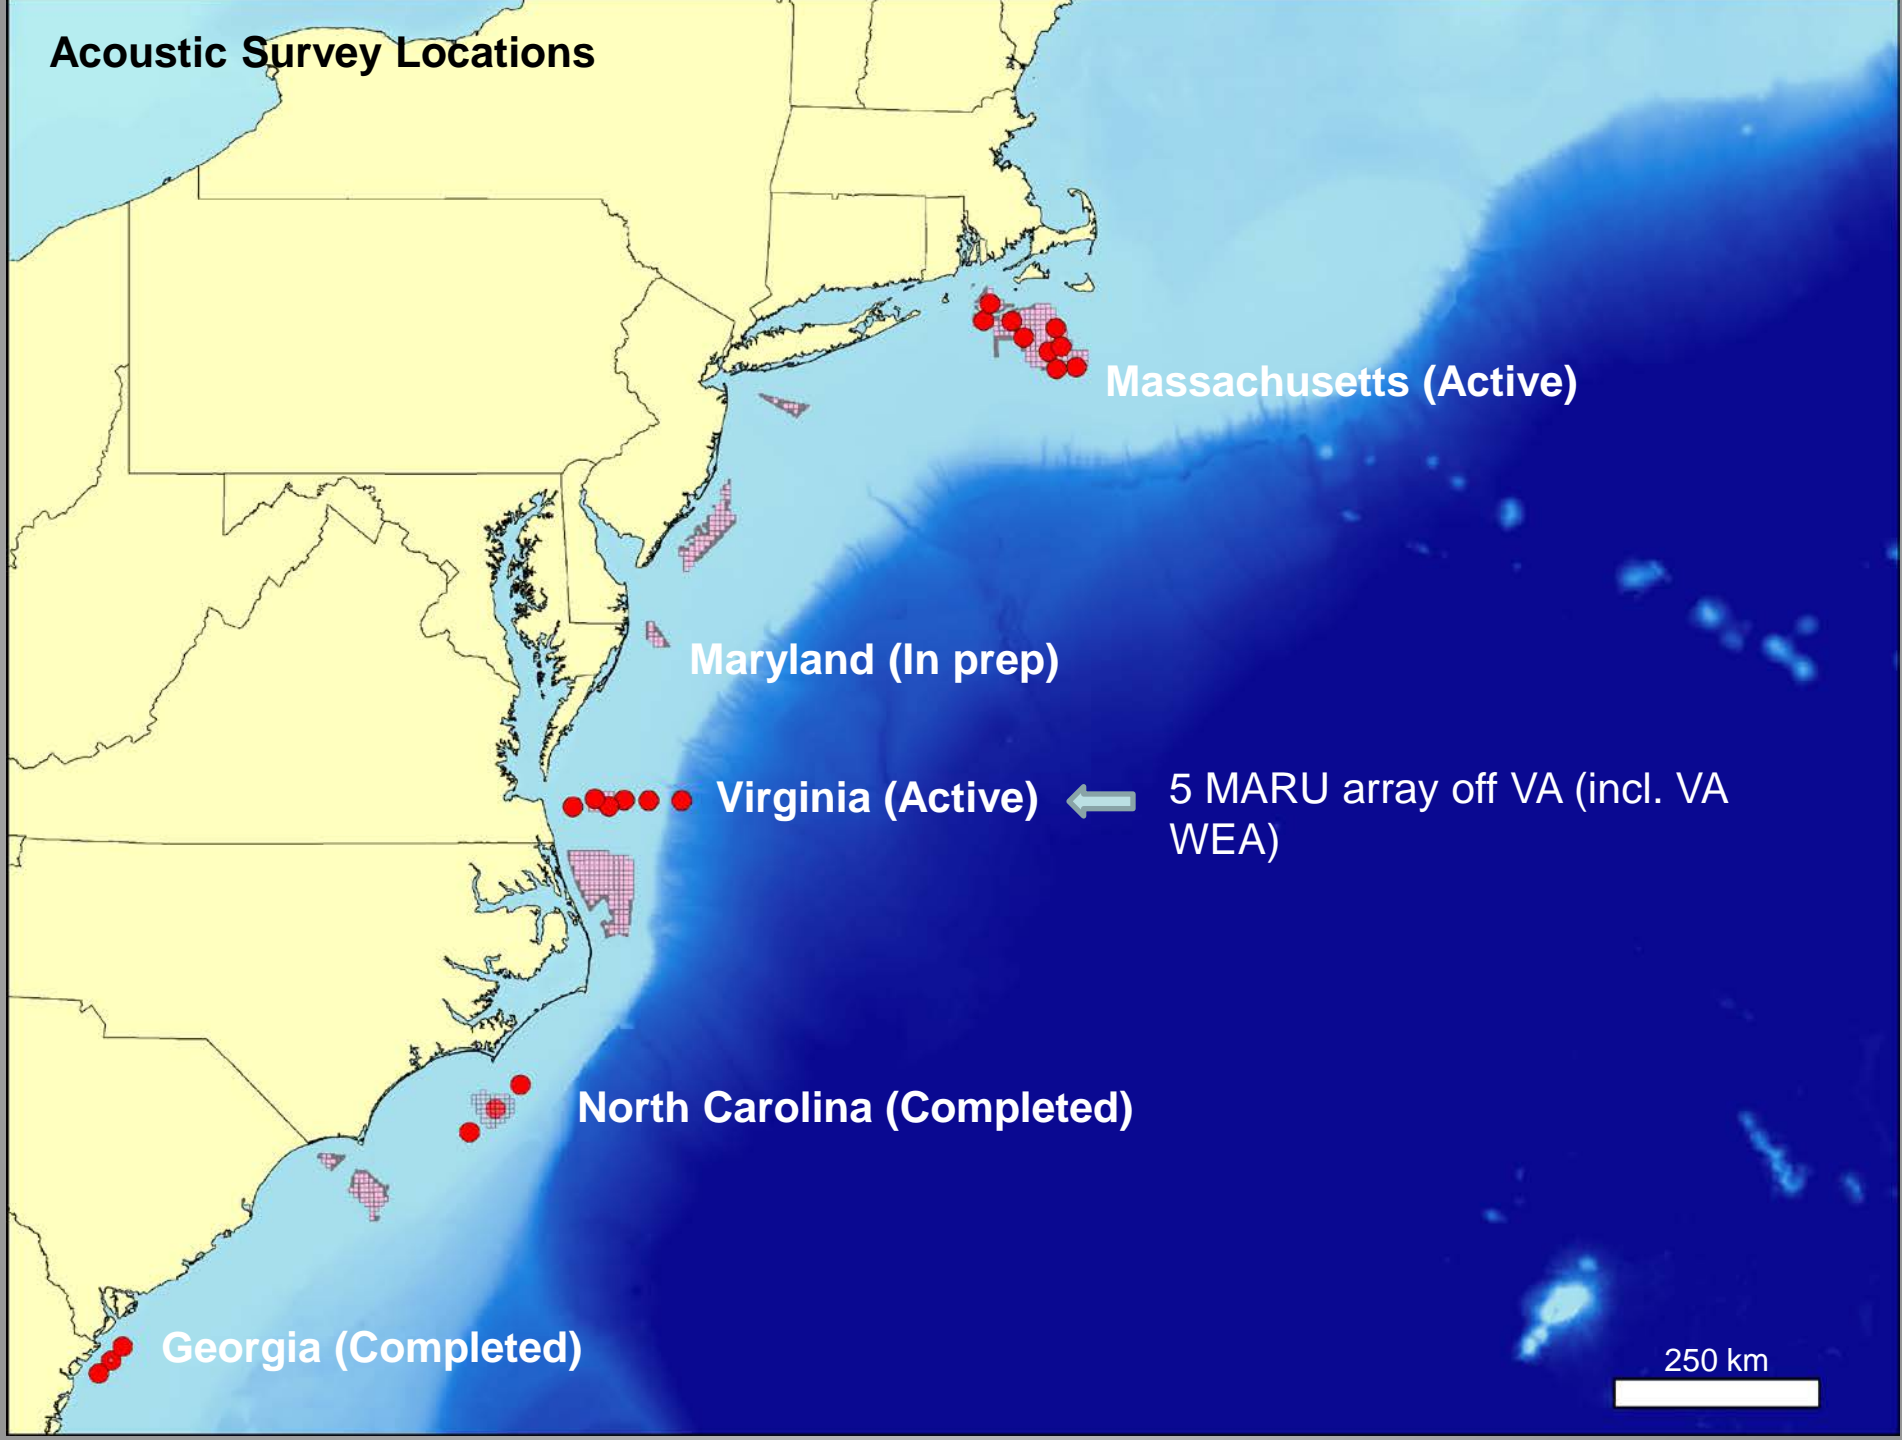 Acoustic Survey Locations
Massachusetts (Active)
Maryland (In prep)
Virginia (Active)
5 MARU array off VA (incl. VA
WEA)
North Carolina (Completed)
Georgia (Completed)
250 km